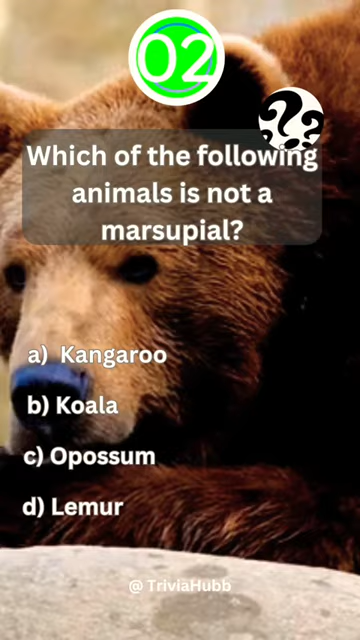 02
Which of the following
animals is not a
marsupial?
a) Kangaroo
b) Koala
c) Opossum
d) Lemur
@ TriviaHubb